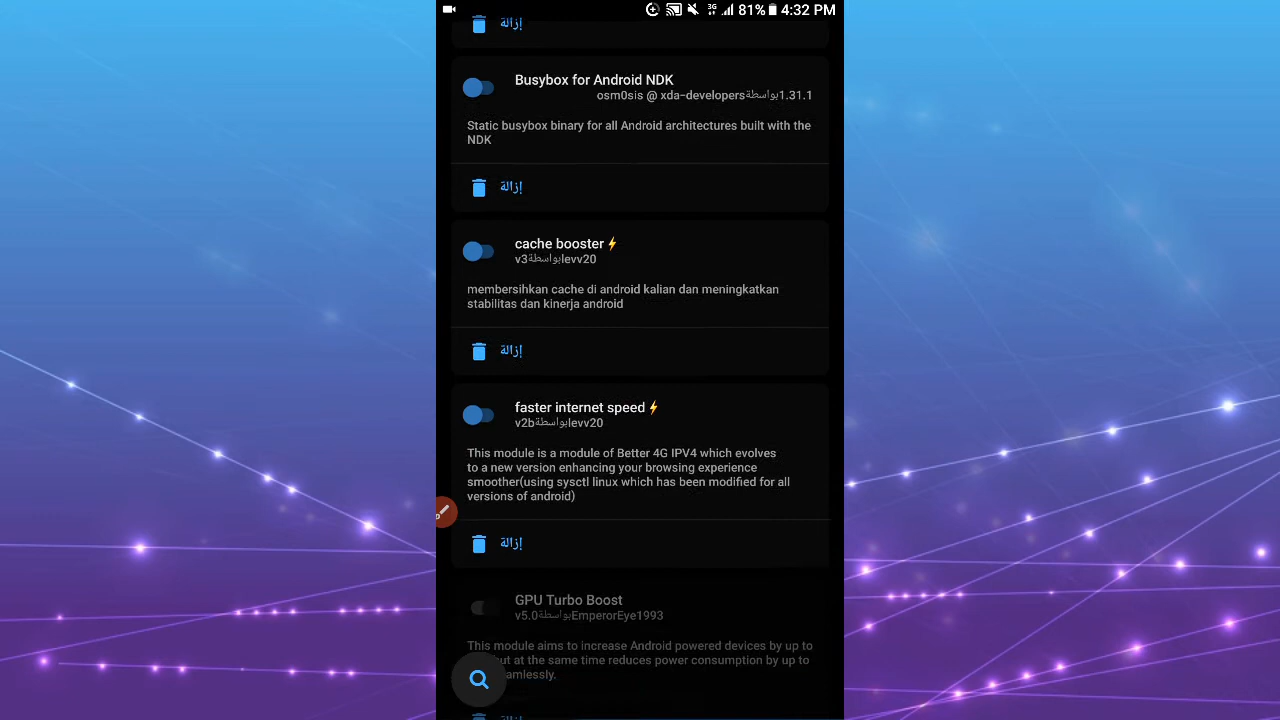 3G 81% 4:32 PM
إزالة
Busybox for Android NDK
1.31.1بواسطةosm0sis @ xda-developers
Static busybox binary for all Android architectures built with the
NDK
إزالة
cache booster⚡
v3بواسطةlevv20
membersihkan cache di android kalian dan meningkatkan
stabilitas dan kinerja android
إزالة
faster internet speed⚡
v2bبواسطةlevv20
This module is a module of Better 4G IPV4 which evolves
to a new version enhancing your browsing experience
smoother(using sysctl linux which has been modified for all
versions of android)
إزالة
GPU Turbo Boost
v5.0بواسطةEmperorEye1993
This module aims to increase Android powered devices by up to
but at the same time reduces power consumption by up to
إزالة